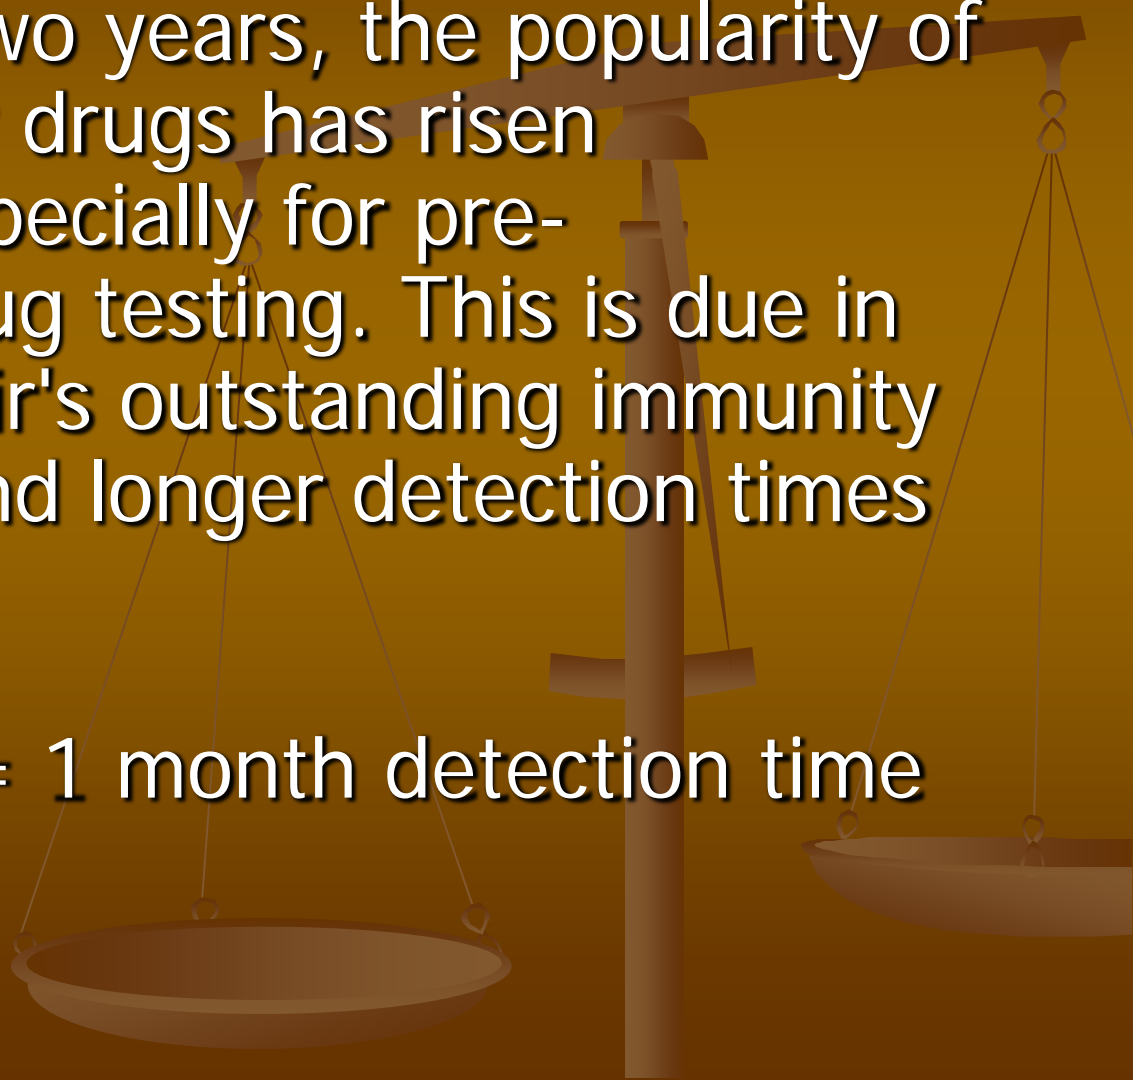 wo years, the popularity of
drugs has risen
pecially for pre-
ug testing. This is due in
ir's outstanding immunity
nd longer detection times
= 1 month detection time